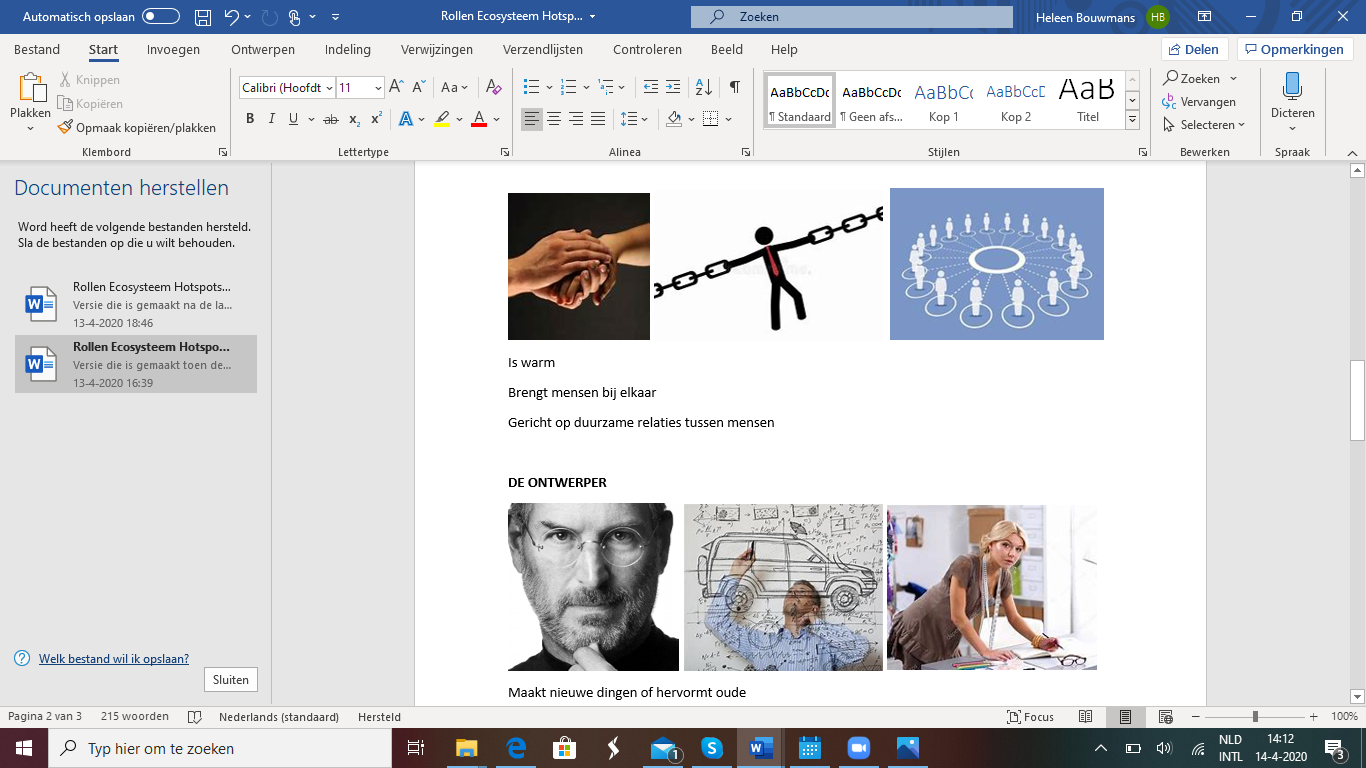 Automatisch opslaan
Rollen Ecosysteem Hotsp...
Zoeken
Heleen Bouwmans
HB
Bestand
Start
Invoegen
Ontwerpen
Indeling
Verwijzingen
Verzendlijsten
Controleren
Beeld
Help
Delen
Opmerkingen
Plakken
Knippen
Kopiëren
Opmaak kopiëren/plakken
Klembord
Calibri (Hoofdt
11
Lettertype
Alinea
AaBbCcDc
¶ Standaard
AaBbCcDc
¶ Geen afs...
AaBbCc
Kop 1
AaBbCcD
Kop 2
AaB
Titel
Stijlen
Zoeken
Vervangen
Selecteren
Bewerken
Dicteren
Spraak
Documenten herstellen
Word heeft de volgende bestanden hersteld.
Sla de bestanden op die u wilt behouden.
Rollen Ecosysteem Hotspots...
Versie die is gemaakt na de la...
13-4-2020 18:46
Rollen Ecosysteem Hotspo...
Versie die is gemaakt toen de...
13-4-2020 16:39
Welk bestand wil ik opslaan?
Sluiten
Is warm
Brengt mensen bij elkaar
Gericht op duurzame relaties tussen mensen
DE ONTWERPER
Maakt nieuwe dingen of hervormt oude
Pagina 2 van 3
215 woorden
Nederlands (standaard)
Hersteld
Focus
100%
Typ hier om te zoeken
1
NLD
INTL
14:12
14-4-2020
3